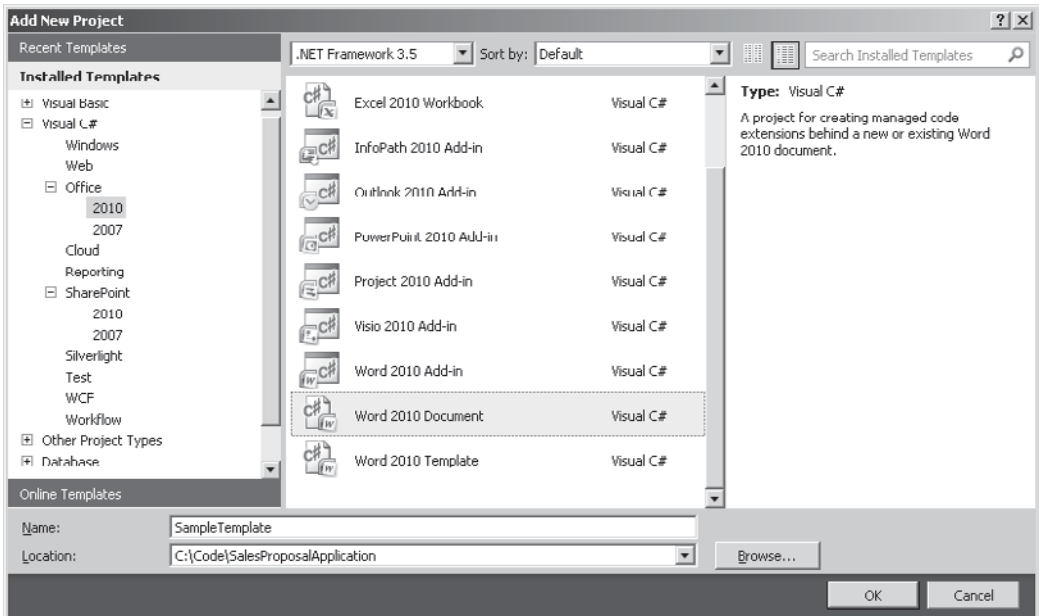 Add New Project
Recent Templates
.NET Framework 3.5
Sort by: Default
Search Installed Templates
Installed Templates
Visual Basic
Visual C#
Windows
Web
Office
2010
2007
Cloud
Reporting
SharePoint
2010
2007
Silverlight
Test
WCF
Workflow
Other Project Types
Database
Online Templates
Excel 2010 Workbook Visual C#
InfoPath 2010 Add-in Visual C#
Outlook 2010 Add-in Visual C#
PowerPoint 2010 Add-in Visual C#
Project 2010 Add-in Visual C#
Visio 2010 Add-in Visual C#
Word 2010 Add-in Visual C#
Word 2010 Document Visual C#
Word 2010 Template Visual C#
Type: Visual C#
A project for creating managed code
extensions behind a new or existing Word
2010 document.
Name: SampleTemplate
Location: C:\Code\SalesProposalApplication
Browse...
OK Cancel